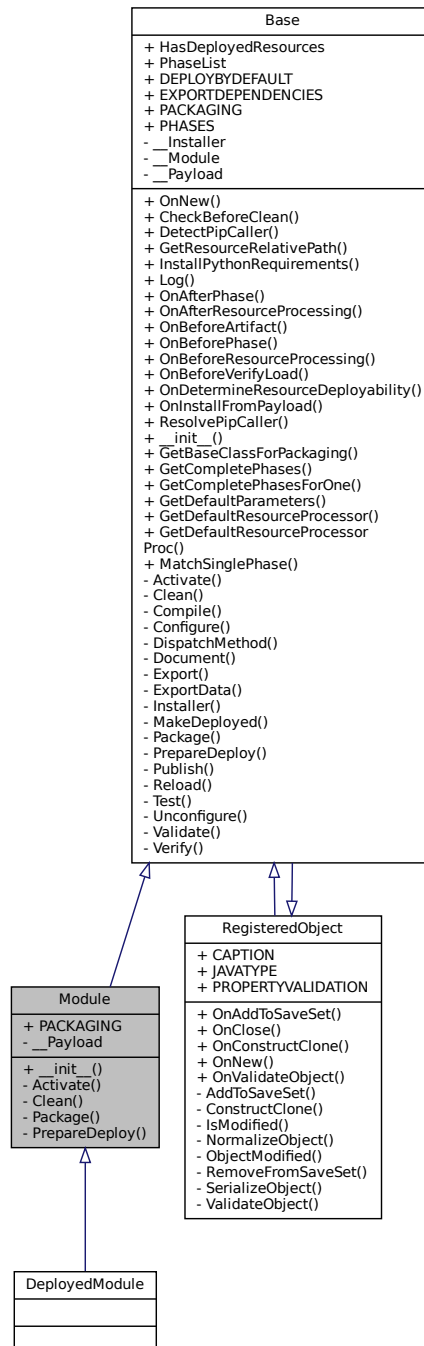 Base
+ HasDeployedResources
+ PhaseList
+ DEPLOYBYDEFAULT
+ EXPORTDEPENDENCIES
+ PACKAGING
+ PHASES
- __Installer
- __Module
- __Payload
+ OnNew()
+ CheckBeforeClean()
+ DetectPipCaller()
+ GetResourceRelativePath()
+ InstallPythonRequirements()
+ Log()
+ OnAfterPhase()
+ OnAfterResourceProcessing()
+ OnBeforeArtifact()
+ OnBeforePhase()
+ OnBeforeResourceProcessing()
+ OnBeforeVerifyLoad()
+ OnDetermineResourceDeployability()
+ OnInstallFromPayload()
+ ResolvePipCaller()
+ __init__()
+ GetBaseClassForPackaging()
+ GetCompletePhases()
+ GetCompletePhasesForOne()
+ GetDefaultParameters()
+ GetDefaultResourceProcessor()
+ GetDefaultResourceProcessor
Proc()
+ MatchSinglePhase()
- Activate()
- Clean()
- Compile()
- Configure()
- DispatchMethod()
- Document()
- Export()
- ExportData()
- Installer()
- MakeDeployed()
- Package()
- PrepareDeploy()
- Publish()
- Reload()
- Test()
- Unconfigure()
- Validate()
- Verify()
RegisteredObject
+ CAPTION
+ JAVATYPE
+ PROPERTYVALIDATION
+ OnAddToSaveSet()
+ OnClose()
+ OnConstructClone()
+ OnNew()
+ OnValidateObject()
- AddToSaveSet()
- ConstructClone()
- IsModified()
- NormalizeObject()
- ObjectModified()
- RemoveFromSaveSet()
- SerializeObject()
- ValidateObject()
Module
+ PACKAGING
- __Payload
+ __init__()
- Activate()
- Clean()
- Package()
- PrepareDeploy()
DeployedModule